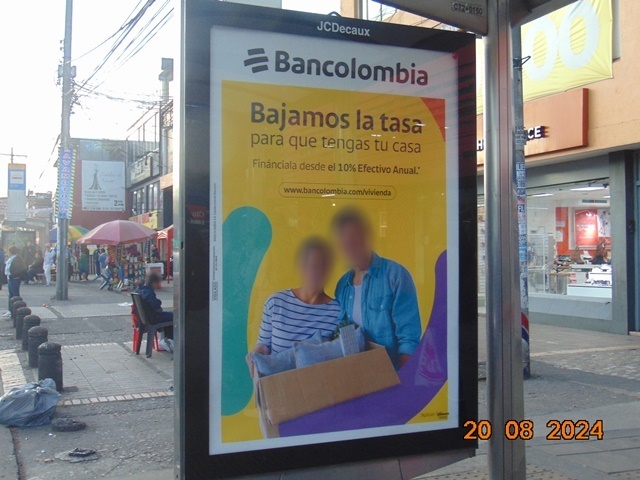 JCDecaux
Bancolombia
Bajamos la tasa
para que tengas tu casa
Finánciala desde el 10% Efectivo Anual.*
www.bancolombia.com/vivienda
20 08 2024